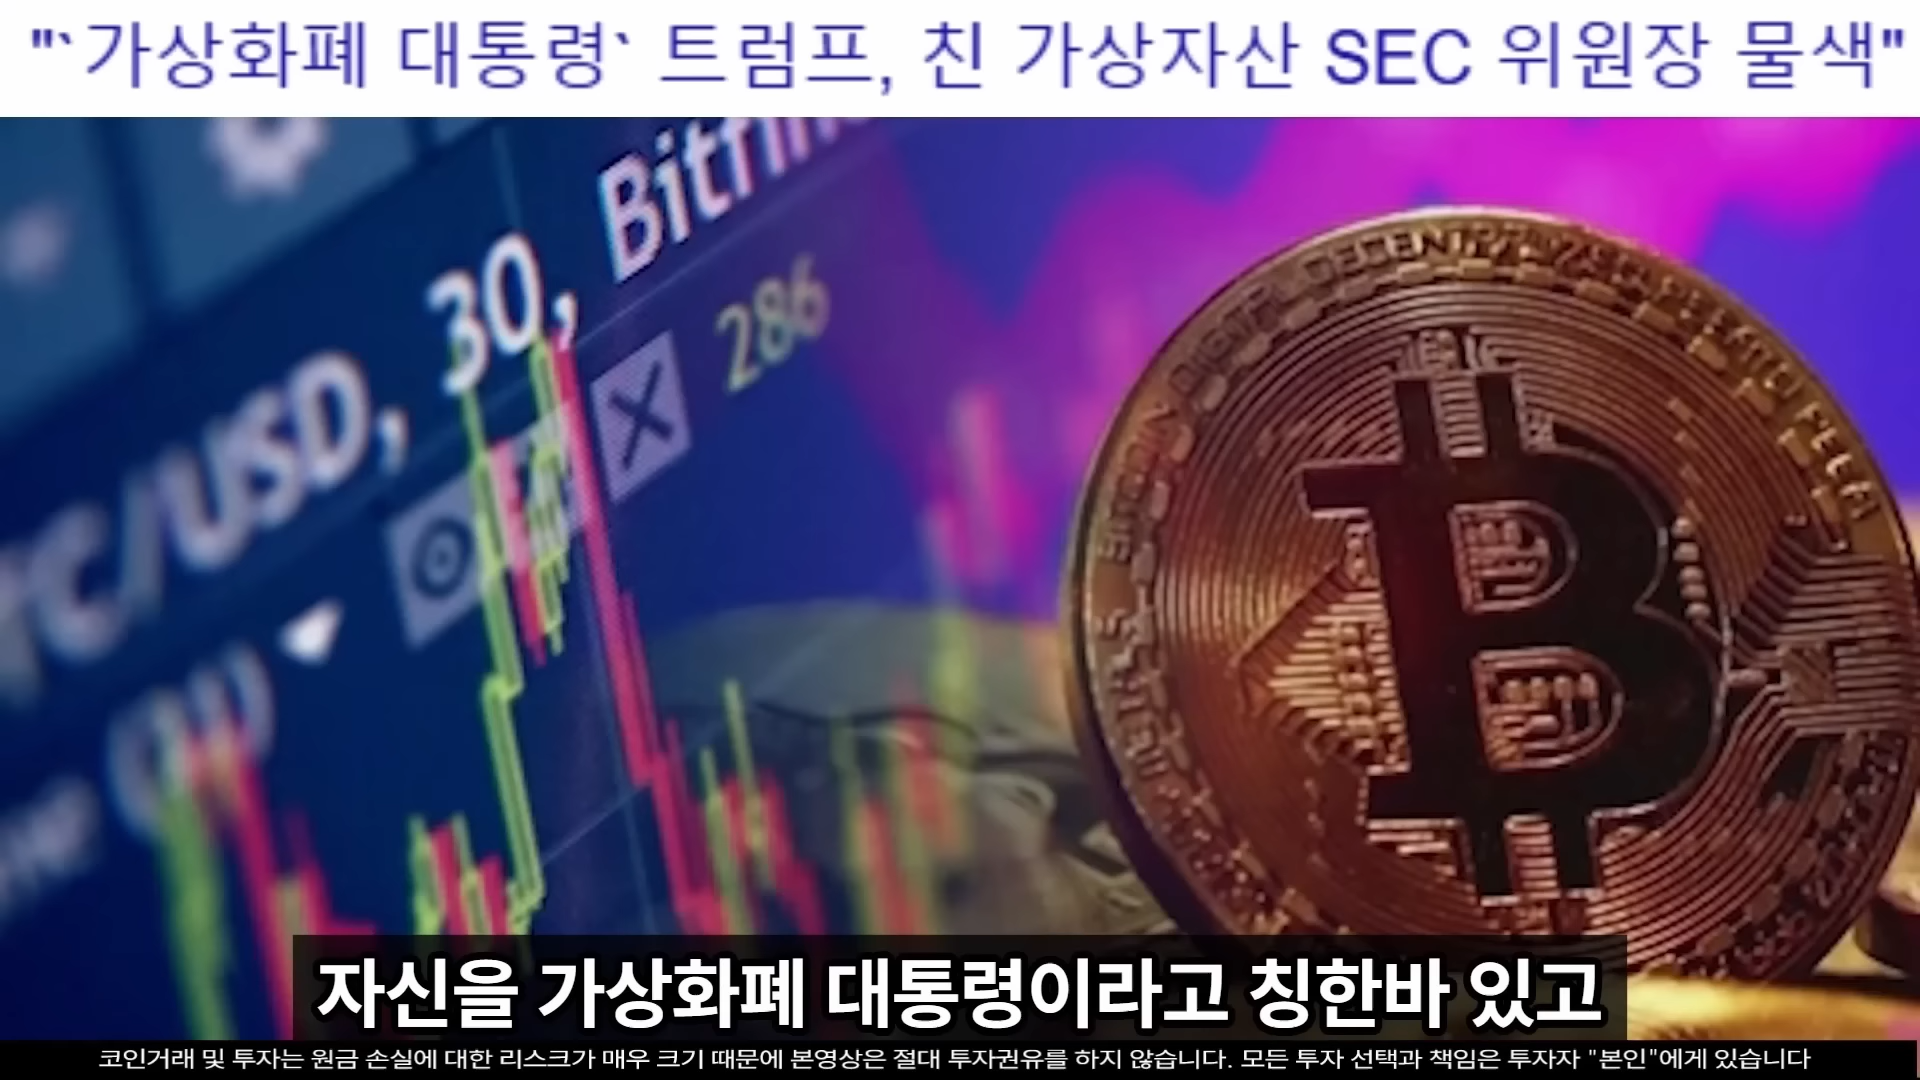 "`가상화폐 대통령` 트럼프, 친 가상자산 SEC 위원장 물색"
30, Bitfin
286
C/USD,
자신을 가상화폐 대통령이라고 칭한바 있고
코인거래 및 투자는 원금 손실에 대한 리스크가 매우 크기 때문에 본영상은 절대 투자권유를 하지 않습니다. 모든 투자 선택과 책임은 투자자 "본인"에게 있습니다